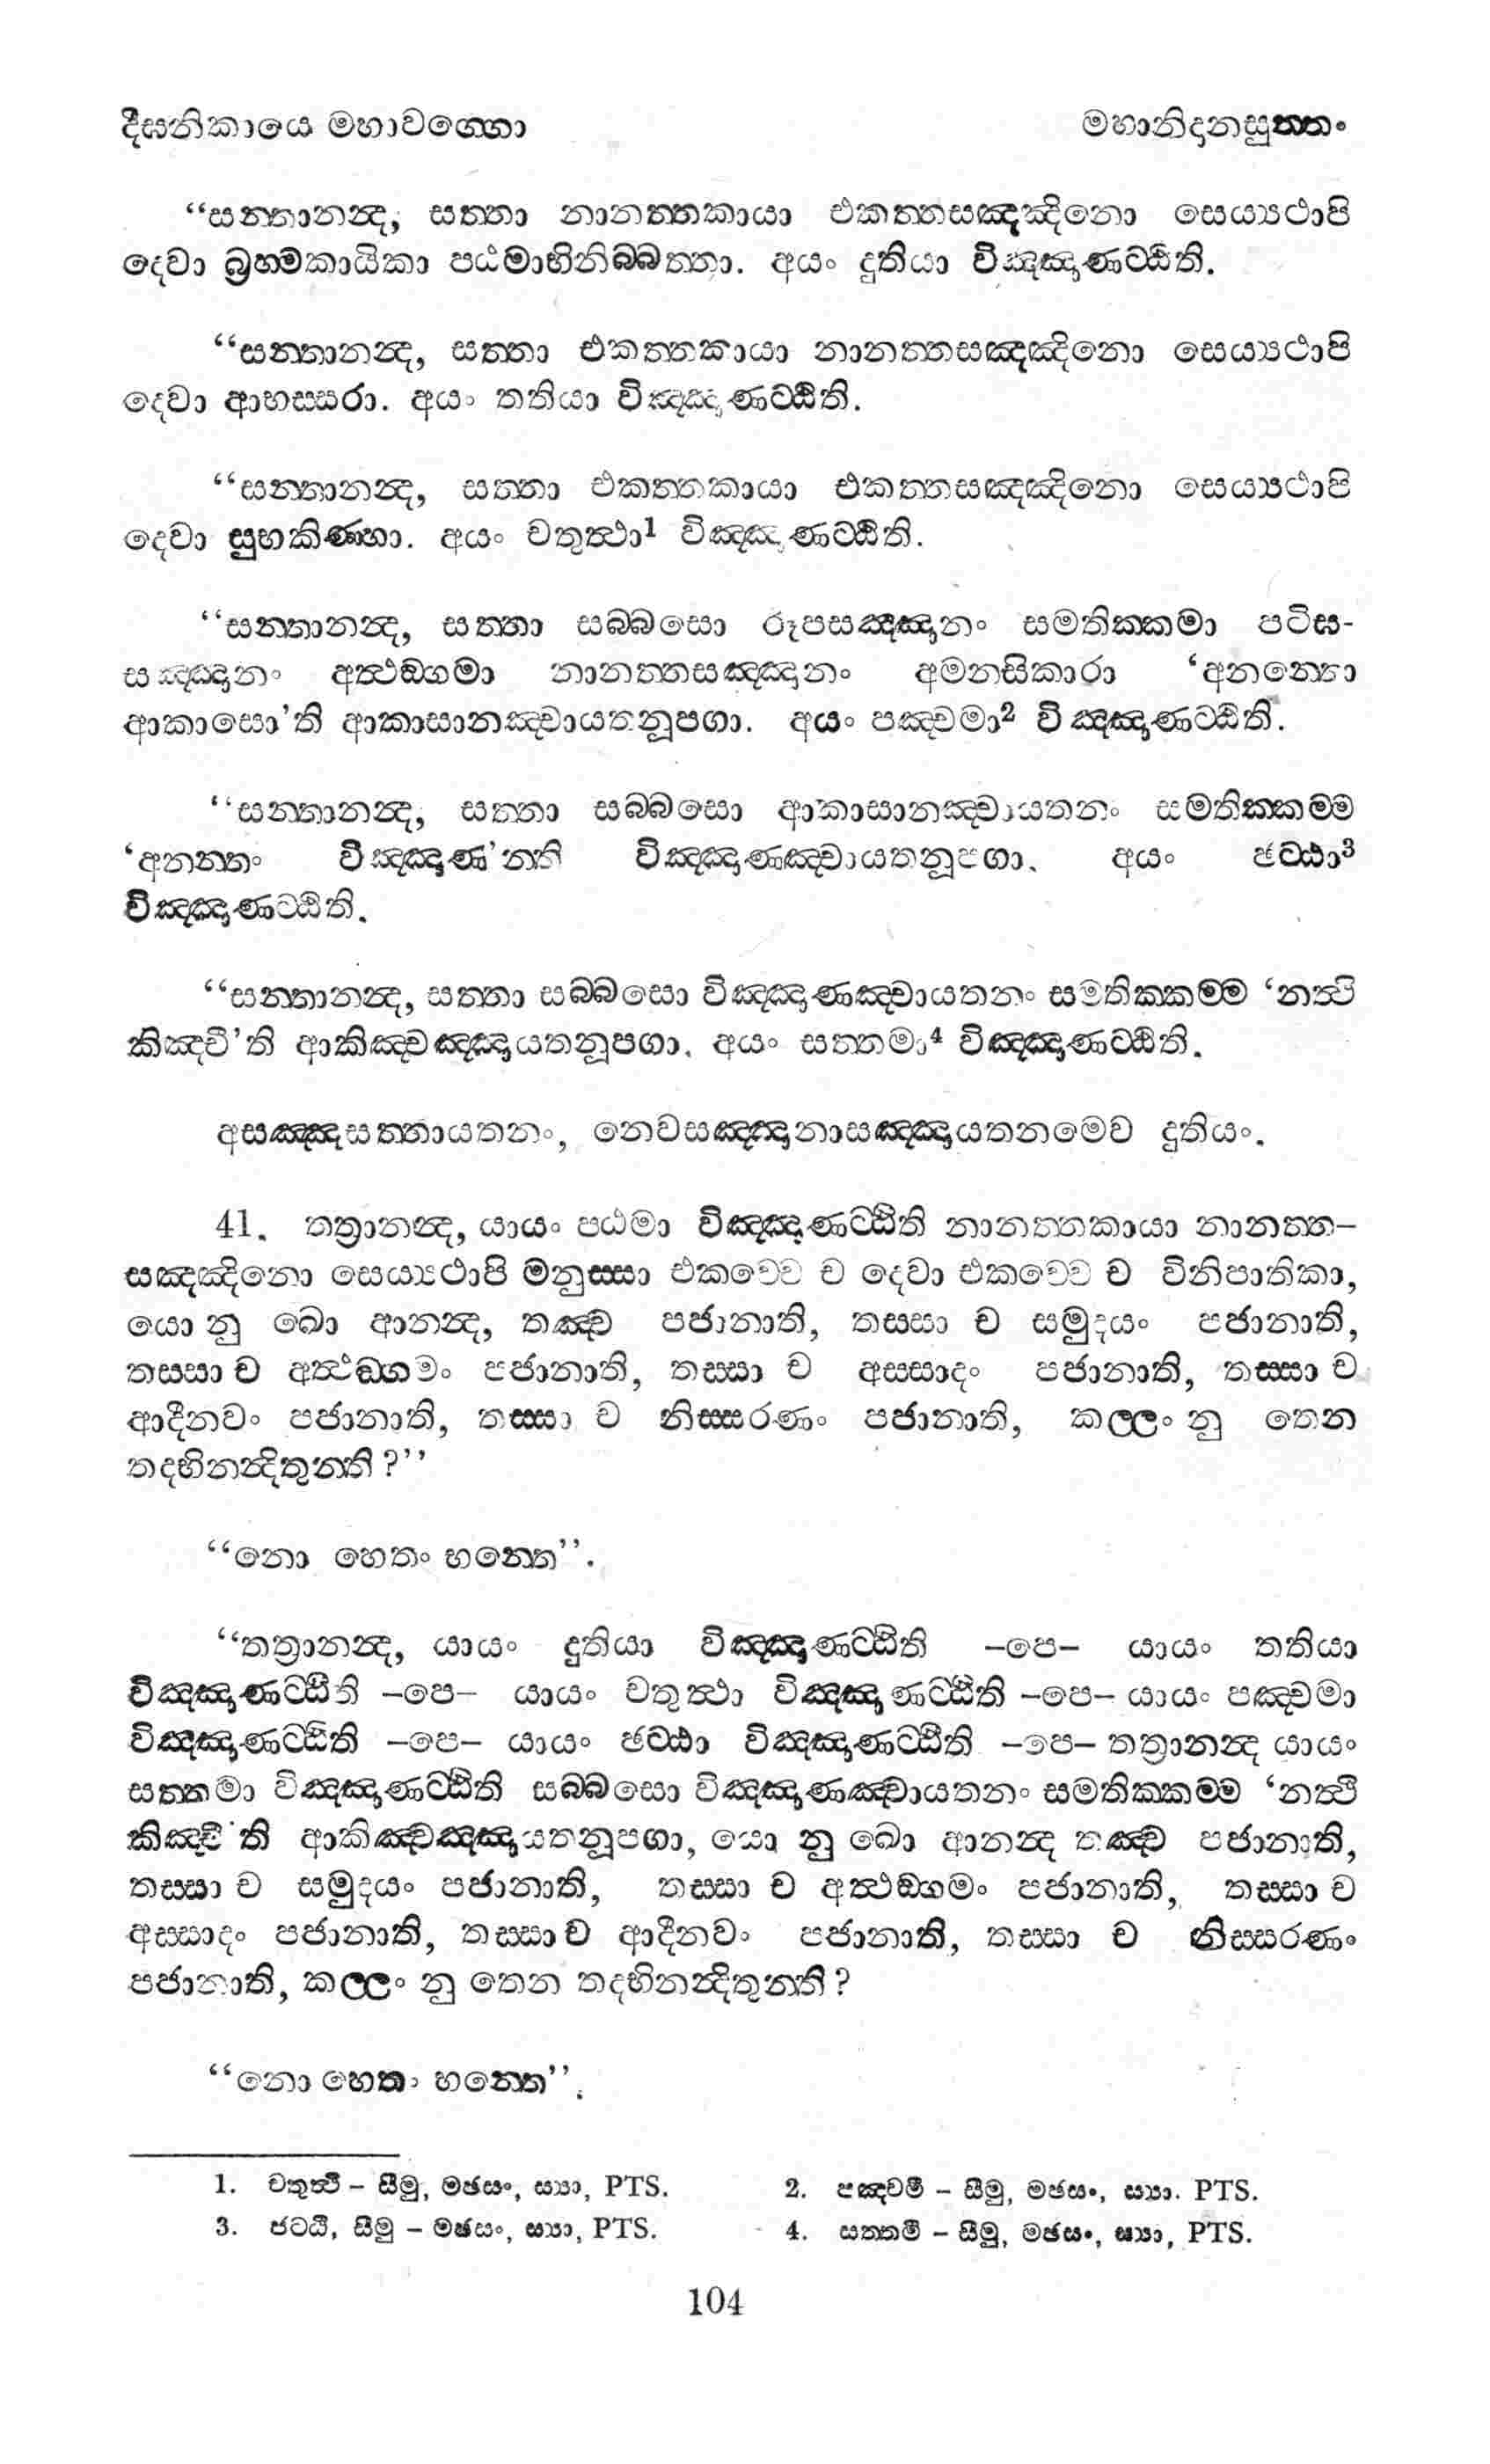 දීඝනිකායෙ මහාවග්ගො මහානිදානසුත්තං
“සන්තානන්ද, සත්තා නානත්තකායා එකත්තසඤ්ඤිනො සෙය්‍යථාපි
දෙවා බ්‍රහ්මකායිකා පඨමාභිනිබ්බත්තා. අයං දුතියා විඤ්ඤාණට්ඨිති.
“සන්තානන්ද, සත්තා එකත්තකායා නානත්තසඤ්ඤිනො සෙය්‍යථාපි
දෙවා ආභස්සරා. අයං තතියා විඤ්ඤාණට්ඨිති.
“සන්තානන්ද, සත්තා එකත්තකායා එකත්තසඤ්ඤිනො සෙය්‍යථාපි
දෙවා සුභකිණ්හා. අයං චතුත්ථා1 විඤ්ඤාණට්ඨිති.
“සන්තානන්ද, සත්තා සබ්බසො රූපසඤ්ඤානං සමතික්කමා පටිඝ-
සඤ්ඤානං අත්ථඞ්ගමා නානත්තසඤ්ඤානං අමනසිකාරා ‘අනන්තො
ආකාසො’ති ආකාසානඤ්චායතනූපගා. අයං පඤ්චමා2 විඤ්ඤාණට්ඨිති.
“සන්තානන්ද, සත්තා සබ්බසො ආකාසානඤ්චායතනං සමතික්කම්ම
‘අනන්තං විඤ්ඤාණ’න්ති විඤ්ඤාණඤ්චායතනූපගා. අයං ඡට්ඨා3
විඤ්ඤාණට්ඨිති.
“සන්තානන්ද, සත්තා සබ්බසො විඤ්ඤාණඤ්චායතනං සමතික්කම්ම ‘නත්ථි
කිඤ්චී’ති ආකිඤ්චඤ්ඤායතනූපගා. අයං සත්තමා4 විඤ්ඤාණට්ඨිති.
අසඤ්ඤසත්තායතනං, නෙවසඤ්ඤානාසඤ්ඤායතනමෙව දුතියං.
41. තත්‍රානන්ද, යායං පඨමා විඤ්ඤාණට්ඨිති නානත්තකායා නානත්ත–
සඤ්ඤිනො සෙය්‍යථාපි මනුස්සා එකච්චෙ ච දෙවා එකච්චෙ ච විනිපාතිකා,
යො නු ඛො ආනන්ද, තඤ්ච පජානාති, තස්සා ච සමුදයං පජානාති,
තස්සා ච අත්ථඞ්ගමං පජානාති, තස්සා ච අස්සාදං පජානාති, තස්සා ච
ආදීනවං පජානාති, තස්සා ච නිස්සරණං පජානාති, කල්ලං නු තෙන
තදභිනන්දිතුන්ති?”
“නො හෙතං භන්තෙ”.
“තත්‍රානන්ද, යායං දුතියා විඤ්ඤාණට්ඨිති –පෙ– යායං තතියා
විඤ්ඤාණට්ඨිති –පෙ– යායං චතුත්ථා විඤ්ඤාණට්ඨිති –පෙ– යායං පඤ්චමා
විඤ්ඤාණට්ඨිති –පෙ– යායං ඡට්ඨා විඤ්ඤාණට්ඨිති –පෙ– තත්‍රානන්ද යායං
සත්තමා විඤ්ඤාණට්ඨිති සබ්බසො විඤ්ඤාණඤ්චායතනං සමතික්කම්ම ‘නත්ථි
කිඤ්චී’ති ආකිඤ්චඤ්ඤායතනූපගා, යො නු ඛො ආනන්ද තඤ්ච පජානාති,
තස්සා ච සමුදයං පජානාති, තස්සා ච අත්ථඞ්ගමං පජානාති, තස්සා ච
අස්සාදං පජානාති, තස්සා ච ආදීනවං පජානාති, තස්සා ච නිස්සරණං
පජානාති, කල්ලං නු තෙන තදභිනන්දිතුන්ති?
“නො හෙතං භන්තෙ”.
1. චතුත්ථී – සීමු, මඡසං, ස්‍යා, PTS. 2. පඤ්චමී – සීමු, මඡසං, ස්‍යා. PTS.
3. ඡට්ඨී, සීමු – මඡසං, ස්‍යා, PTS. 4. සත්තමී – සීමු, මඡසං, ස්‍යා, PTS.
104